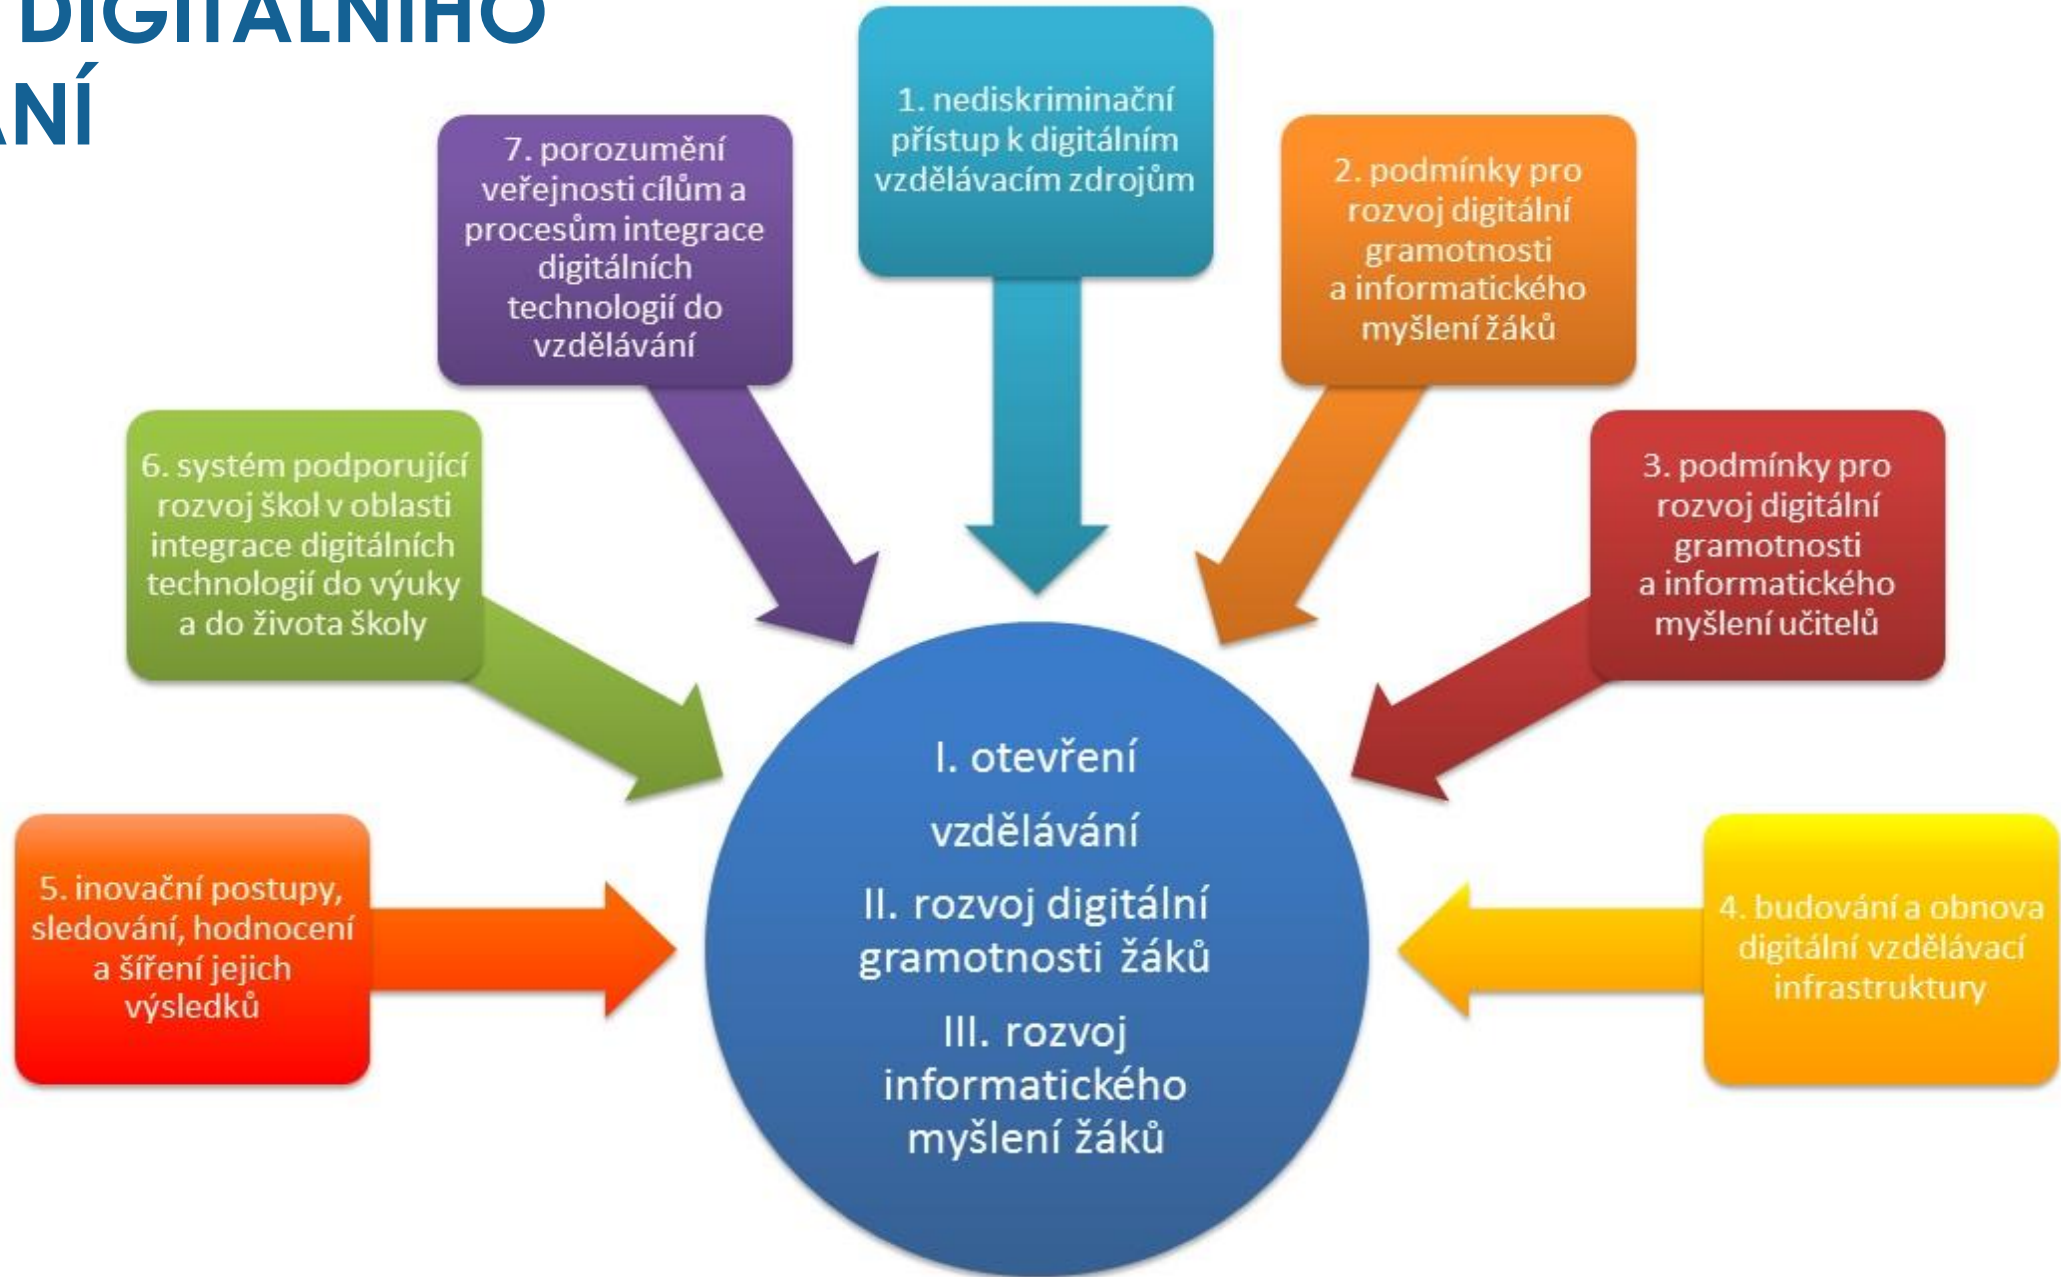 DIGITÁLNÍHO
ÁNÍ
1. nediskriminační
přístup k digitálním
vzdělávacím zdrojům
2. podmínky pro
rozvoj digitální
gramotnosti
a informatického
myšlení žáků
3. podmínky pro
rozvoj digitální
gramotnosti
a informatického
myšlení učitelů
4. budování a obnova
digitální vzdělávací
infrastruktury
5. inovační postupy,
sledování, hodnocení
a šíření jejich
výsledků
6. systém podporující
rozvoj škol v oblasti
integrace digitálních
technologií do výuky
a do života školy
7. porozumění
veřejnosti cílům a
procesům integrace
digitálních
technologií do
vzdělávání
I. otevření
vzdělávání
II. rozvoj digitální
gramotnosti žáků
III. rozvoj
informatického
myšlení žáků